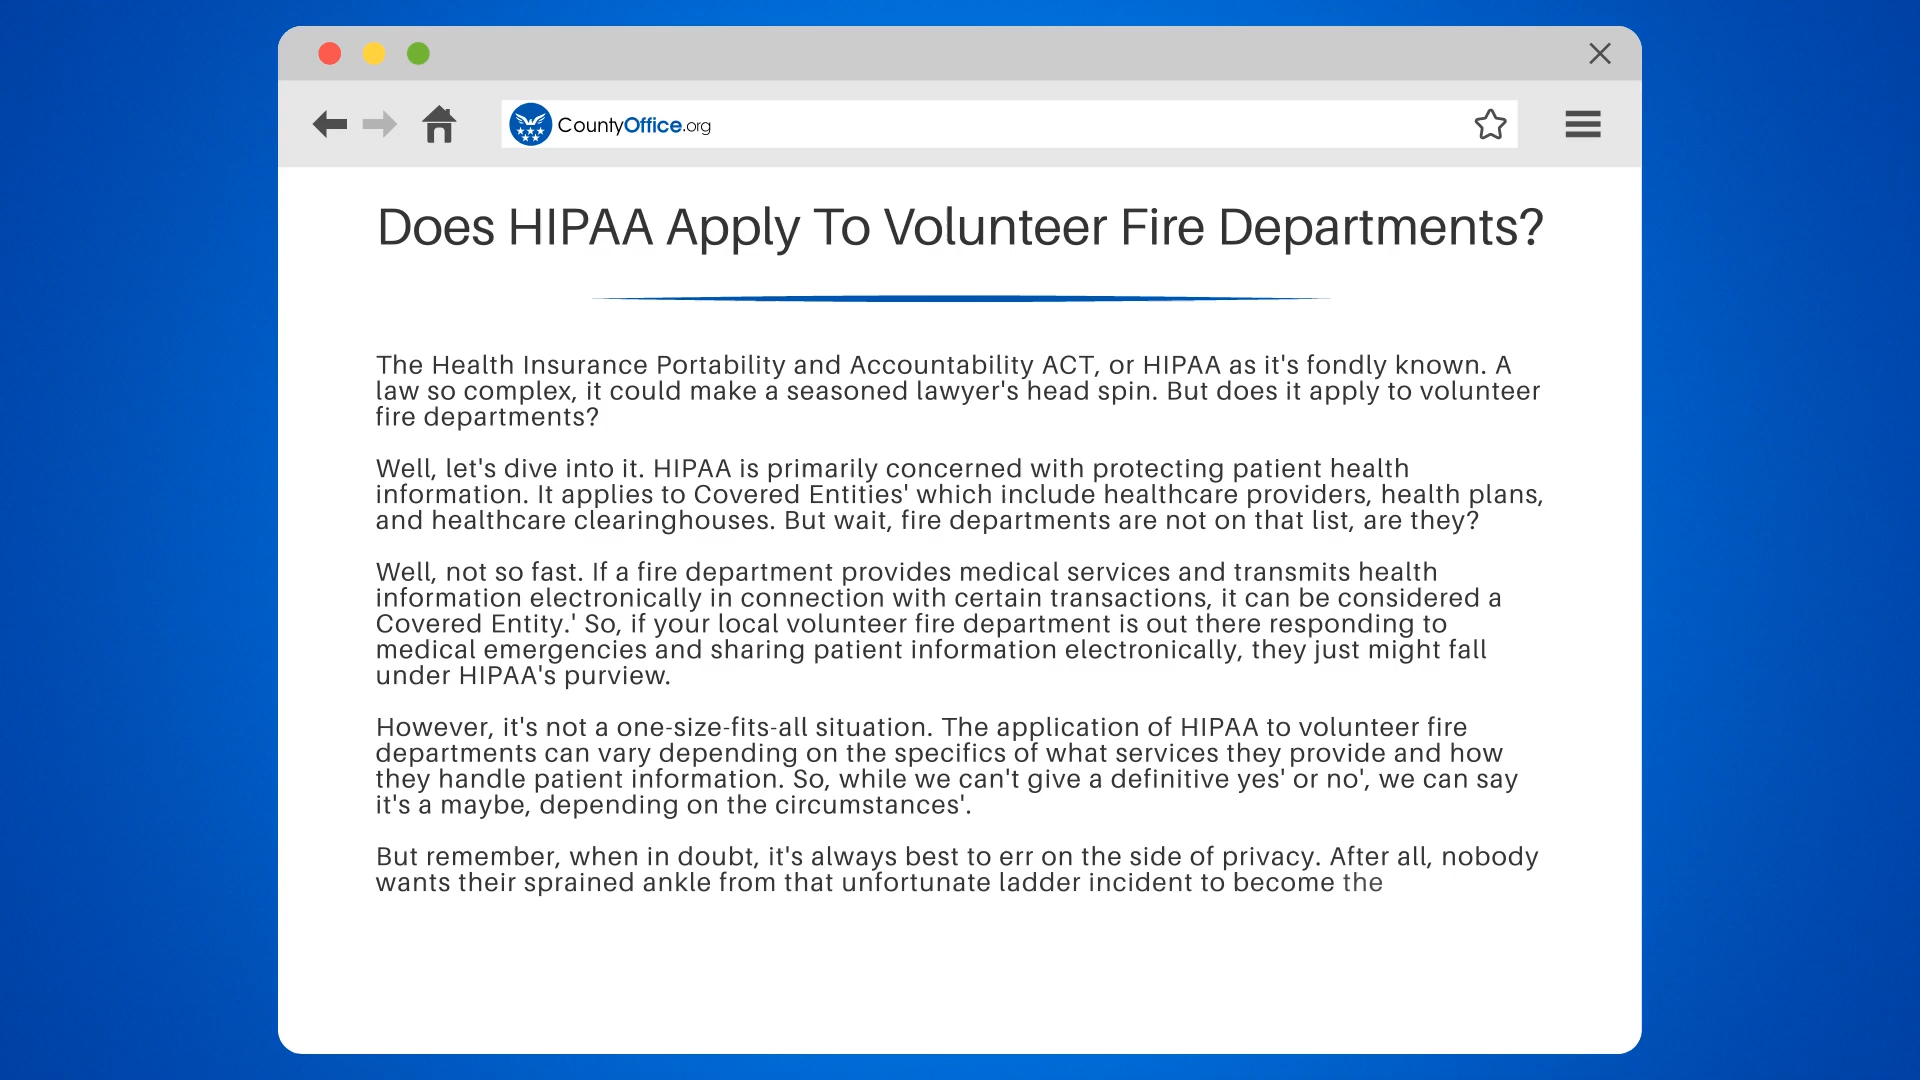 CountyOffice.org
Does HIPAA Apply To Volunteer Fire Departments?
The Health Insurance Portability and Accountability ACT, or HIPAA as it's fondly known. A
law so complex, it could make a seasoned lawyer's head spin. But does it apply to volunteer
fire departments?
Well, let's dive into it. HIPAA is primarily concerned with protecting patient health
information. It applies to Covered Entities' which include healthcare providers, health plans,
and healthcare clearinghouses. But wait, fire departments are not on that list, are they?
Well, not so fast. If a fire department provides medical services and transmits health
information electronically in connection with certain transactions, it can be considered a
Covered Entity.' So, if your local volunteer fire department is out there responding to
medical emergencies and sharing patient information electronically, they just might fall
under HIPAA's purview.
However, it's not a one-size-fits-all situation. The application of HIPAA to volunteer fire
departments can vary depending on the specifics of what services they provide and how
they handle patient information. So, while we can't give a definitive yes' or no', we can say
it's a maybe, depending on the circumstances'.
But remember, when in doubt, it's always best to err on the side of privacy. After all, nobody
wants their sprained ankle from that unfortunate ladder incident to become the